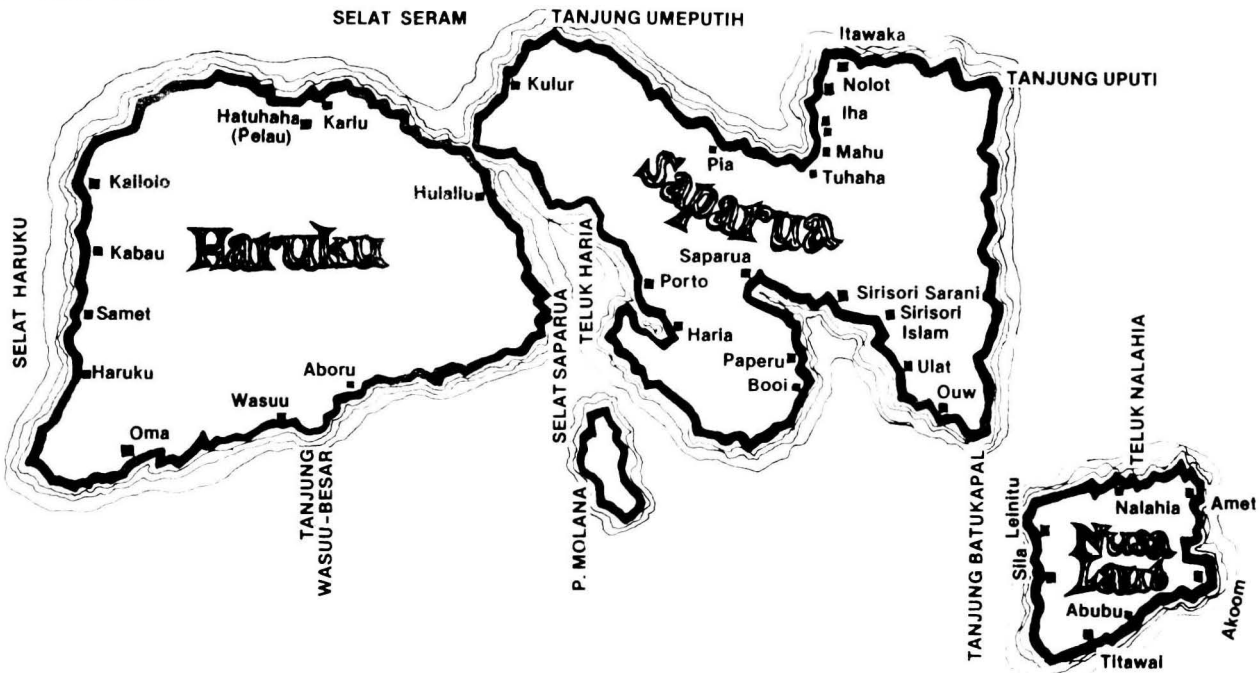 SELAT SERAM
TANJUNG UMEPUTIH
Itawaka
TANJUNG UPUTI
Kulur
Nolot
Iha
Hatuhaha
(Pelau)
Karlu
Mahu
Pia
Tuhaha
Kailolo
Hulaliu
Saparua
Haruku
Kabau
SELAT HARUKU
TELUK HARIA
Saparua
Porto
Sirisori Sarani
Sirisori
Islam
Samet
Haria
Paperu
Booi
Ulat
Ouw
Haruku
Aboru
Wasuu
Oma
SELAT SAPARUA
TANJUNG
WASUU-BESAR
P. MOLANA
TANJUNG BATUKAPAL
TELUK NALAHIA
Leinitu
Nalahia
Amet
Nusa
Laut
Sila
Akoom
Abubu
Titawai